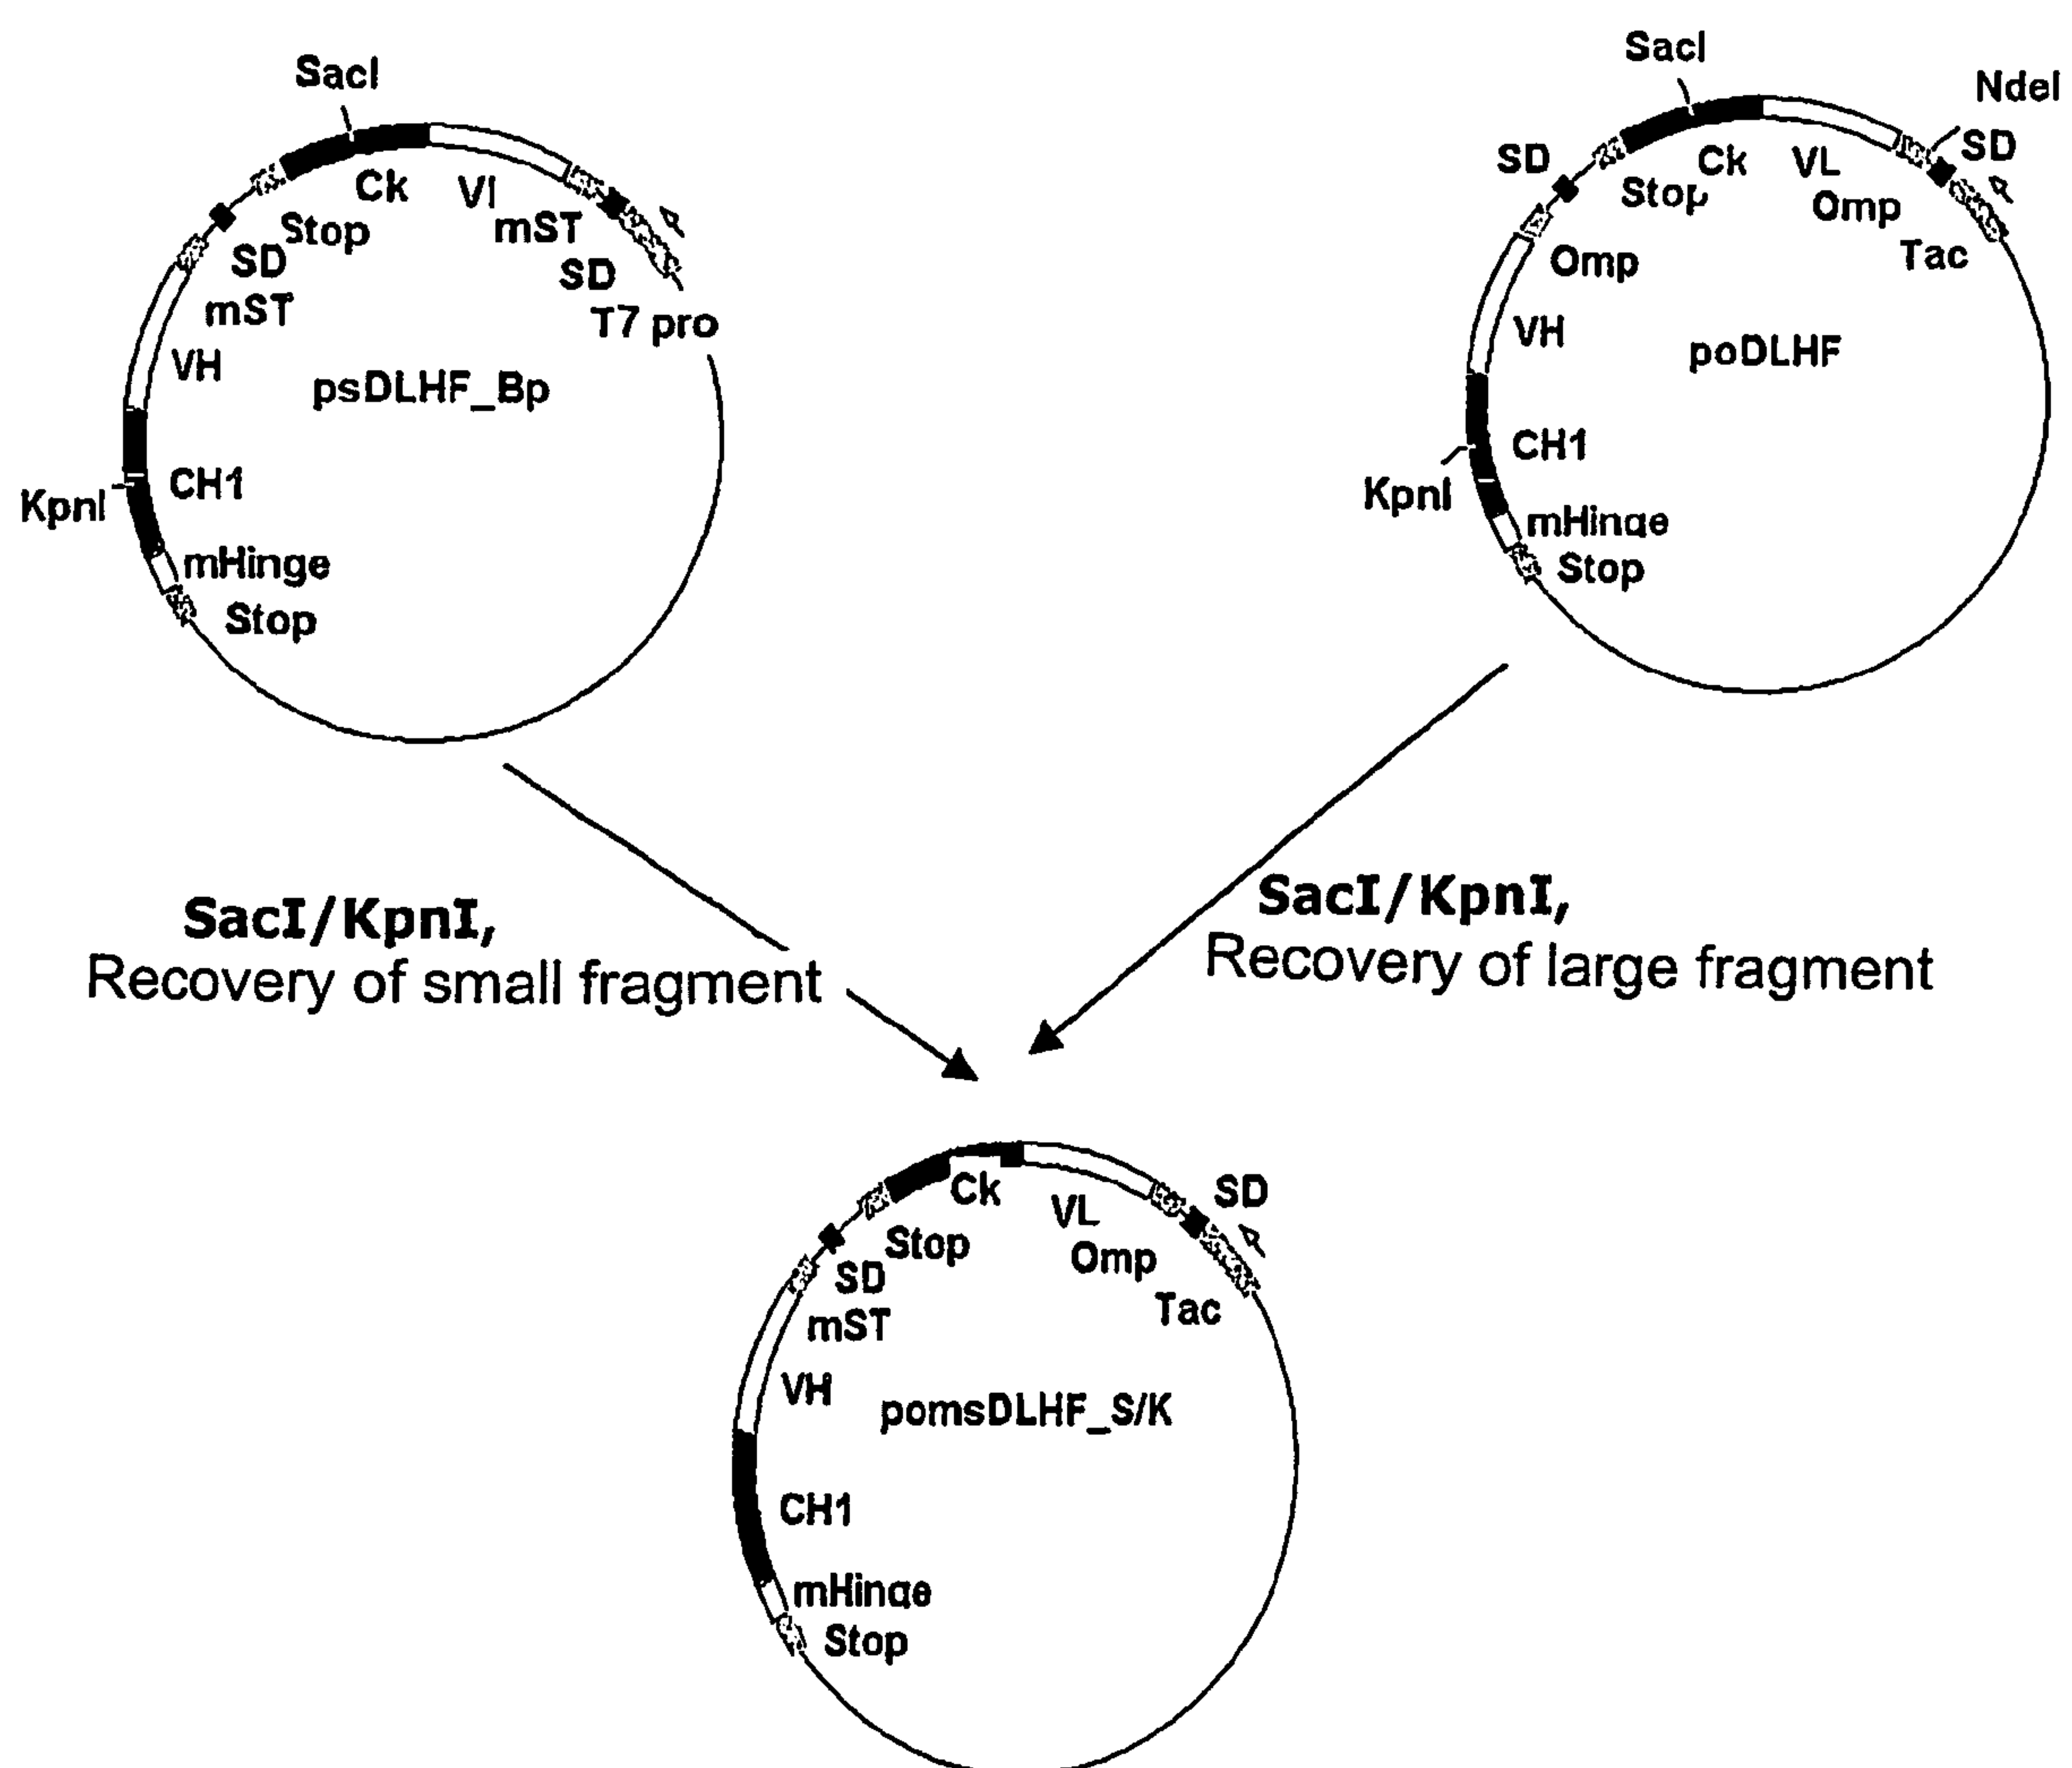 SacI
Ck
Vl
mST
SD
T7 pro
Stop
SD
mST
VH
psDLHF_Bp
CH1
KpnI
mHinge
Stop
SacI
NdeI
SD
SD
Stop
Ck
VL
Omp
Tac
Omp
VH
poDLHF
CH1
KpnI
mHinge
Stop
SacI/KpnI,
Recovery of small fragment
SacI/KpnI,
Recovery of large fragment
Ck
VL
SD
Omp
Tac
Stop
SD
mST
VH
pomsDLHF_S/K
CH1
mHinge
Stop